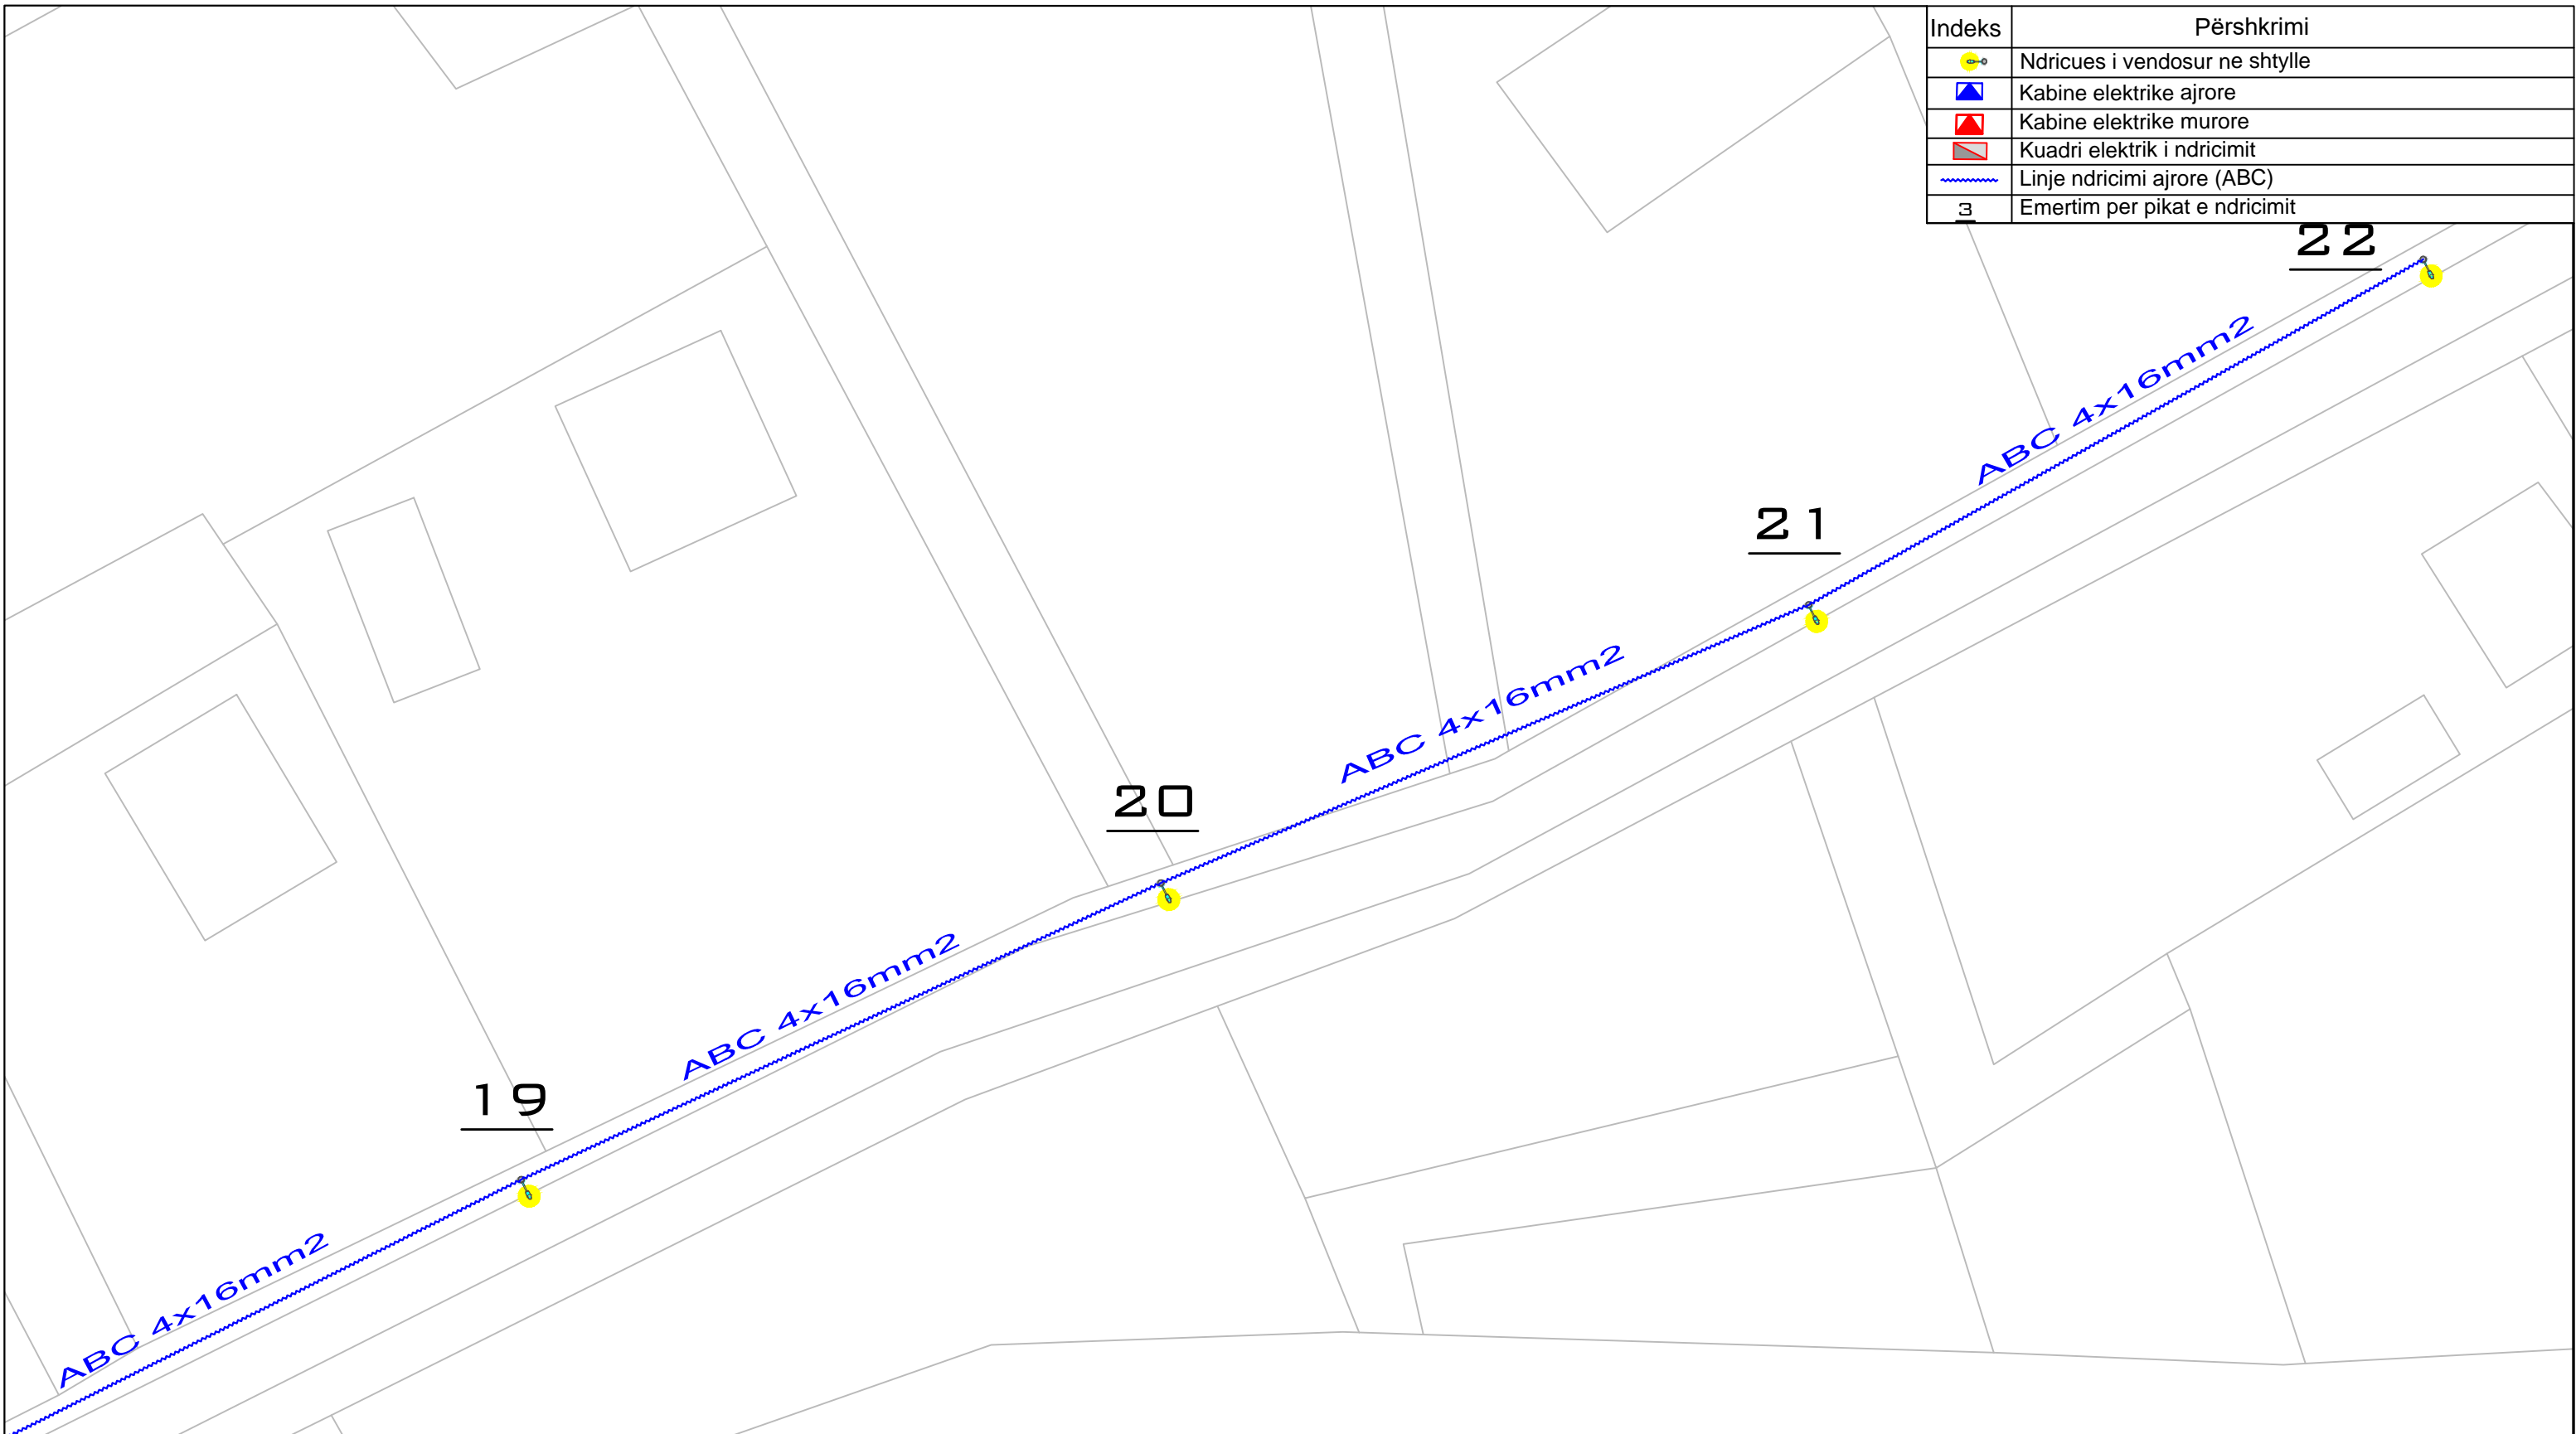 Indeks Përshkrimi
Ndricues i vendosur ne shtylle
Kabine elektrike ajrore
Kabine elektrike murore
Kuadri elektrik i ndricimit
Linje ndricimi ajrore (ABC)
3 Emertim per pikat e ndricimit
22
ABC 4x16mm2
21
ABC 4x16mm2
20
ABC 4x16mm2
19
ABC 4x16mm2